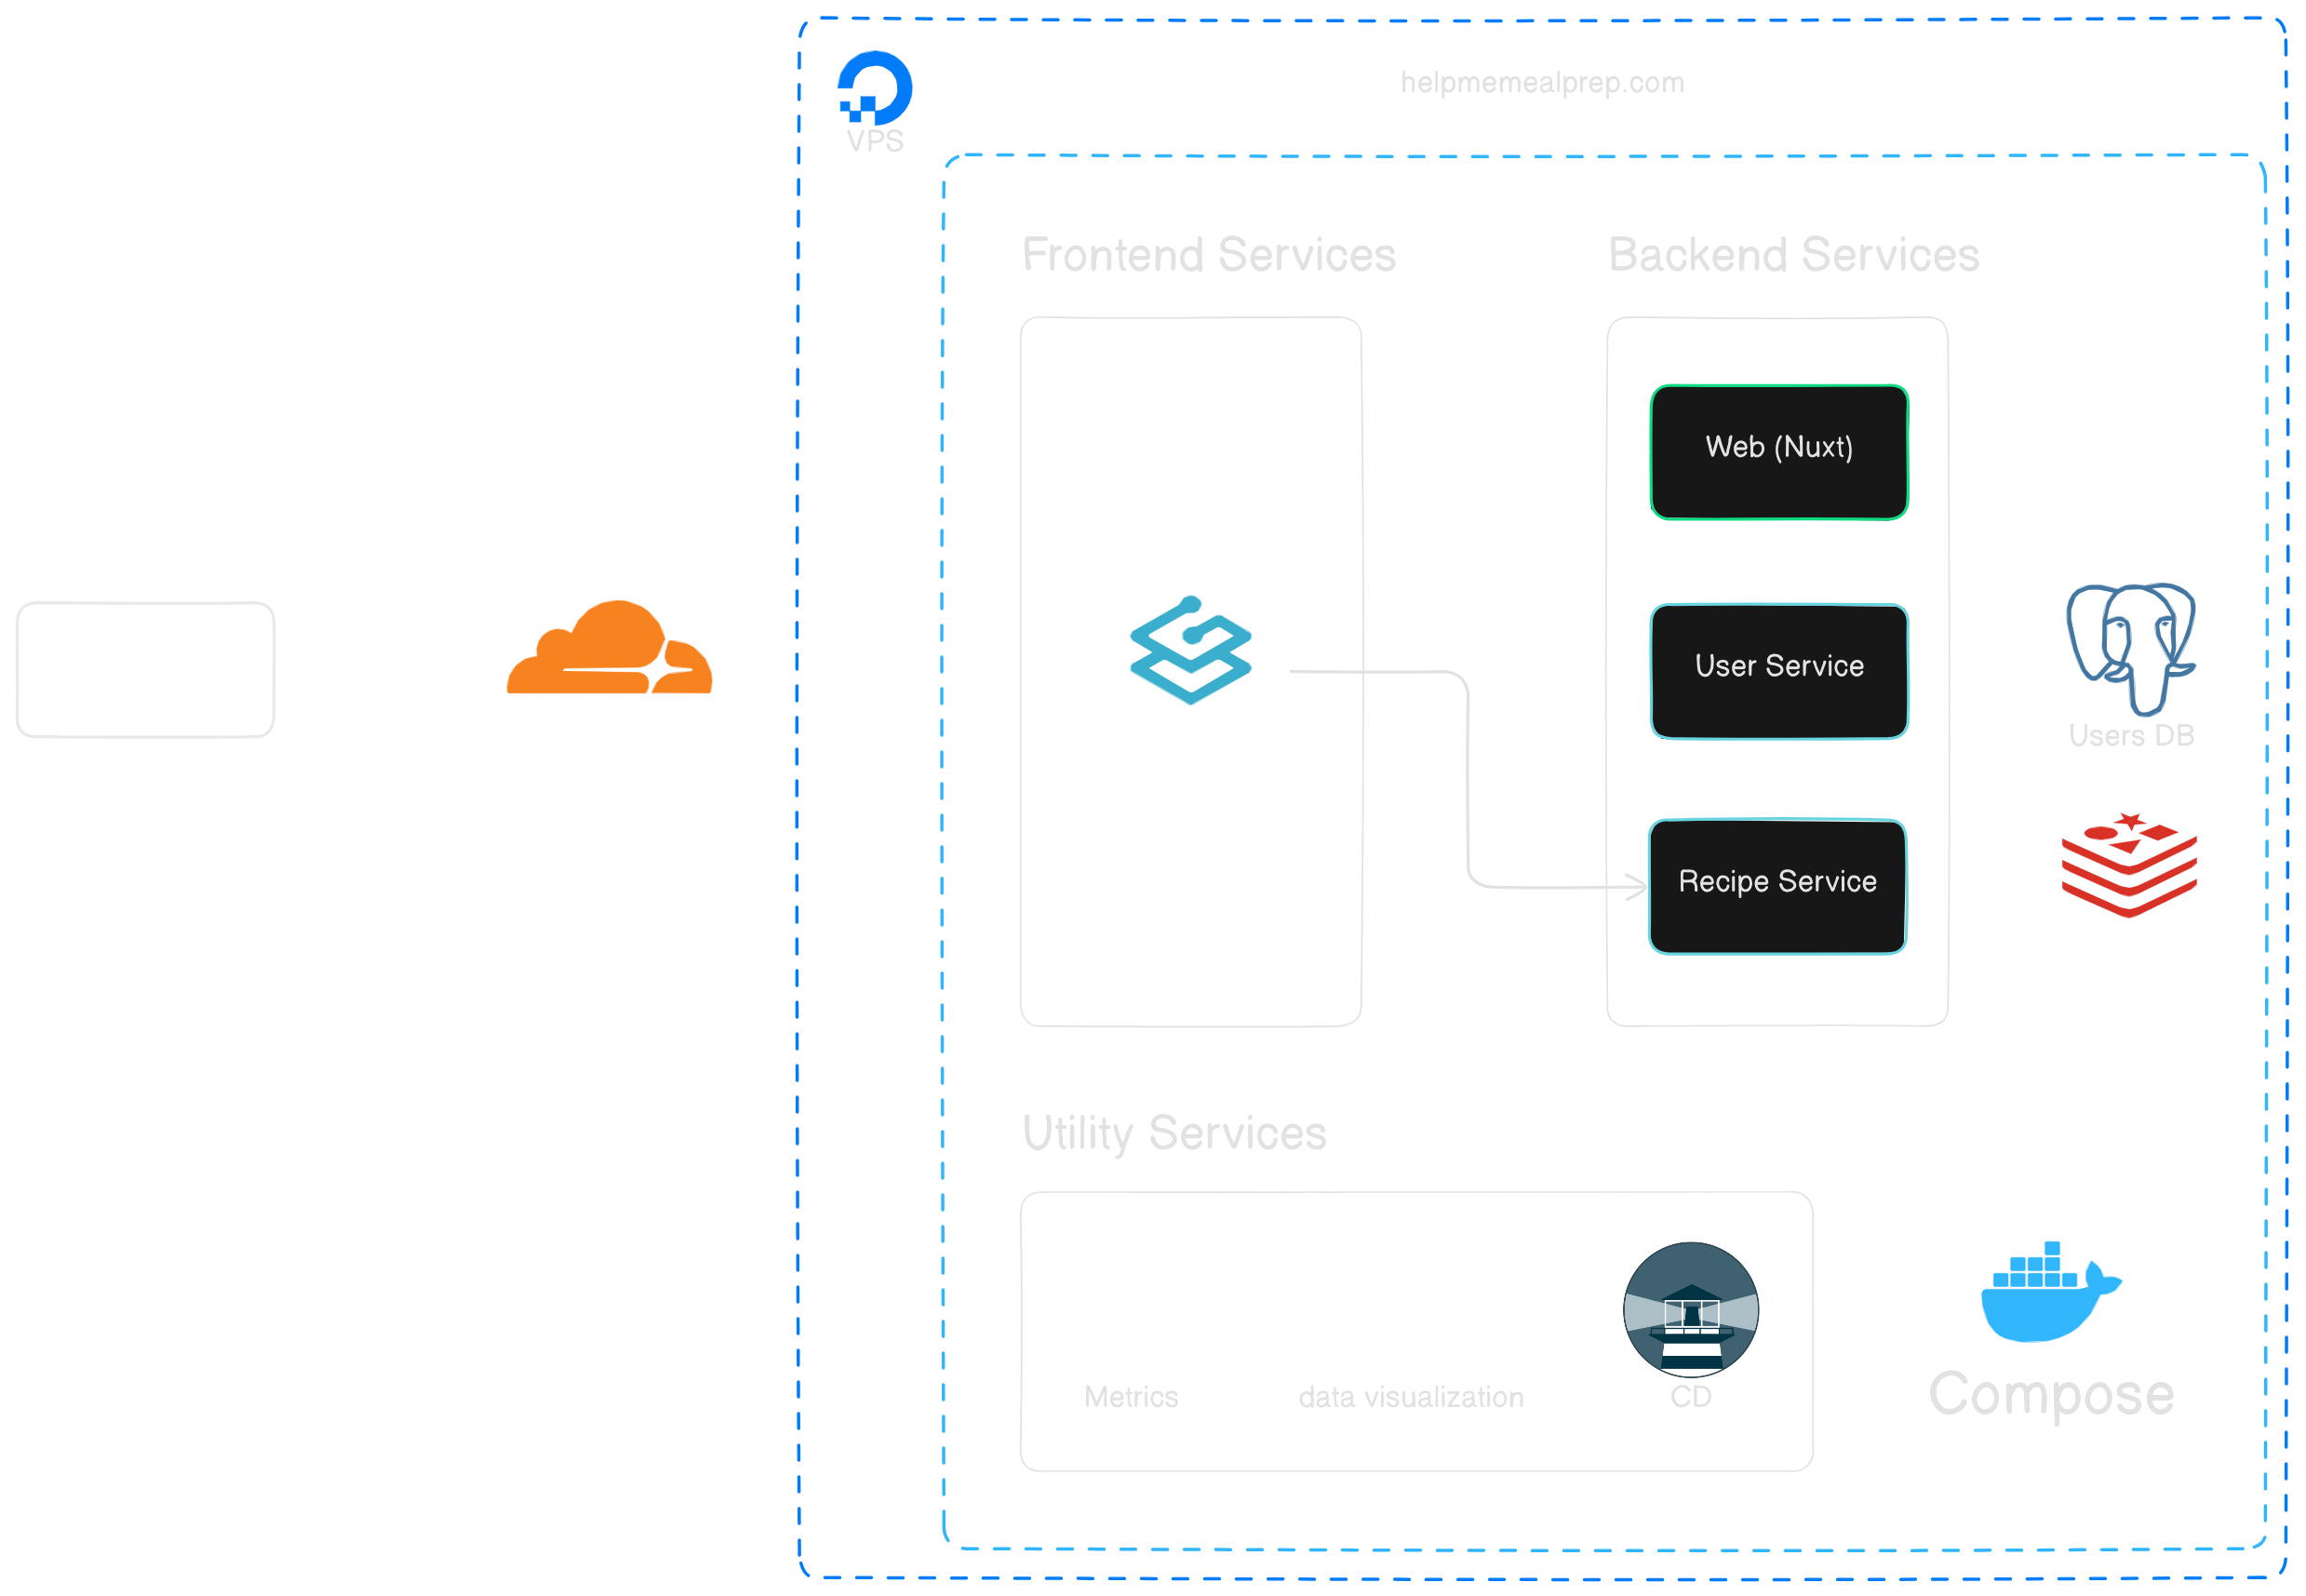 helpmemealprep.com
VPS
Frontend Services
Backend Services
Web (Nuxt)
User Service
Users DB
Recipe Service
Utility Services
Metrics
data visualization
CD
Compose